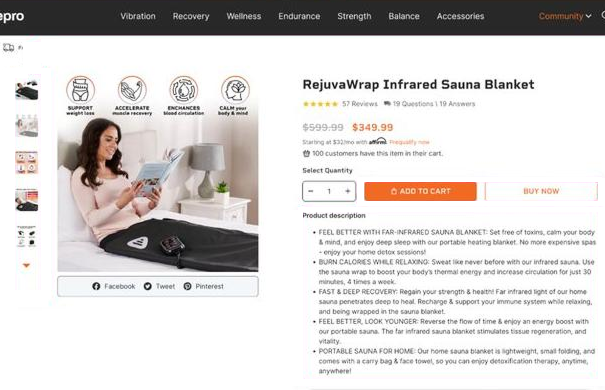 epro
Vibration Recovery Wellness Endurance Strength Balance Accessories Community
SUPPORT
weight loss
ACCELERATE
muscle recovery
ENCHANCES
blood circulation
CALM your
body & mind
Facebook Tweet Pinterest
RejuvaWrap Infrared Sauna Blanket
57 Reviews 19 Questions \ 19 Answers
$599.99 $349.99
Starting at $32/mo with affirm. Prequalify now
100 customers have this item in their cart.
Select Quantity
- 1 + ADD TO CART BUY NOW
Product description
• FEEL BETTER WITH FAR-INFRARED SAUNA BLANKET: Set free of toxins, calm your body
& mind, and enjoy deep sleep with our portable heating blanket. No more expensive spas
- enjoy your home detox sessions!
• BURN CALORIES WHILE RELAXING: Sweat like never before with our infrared sauna. Use
the sauna wrap to boost your body's thermal energy and increase circulation for just 30
minutes, 4 times a week.
• FAST & DEEP RECOVERY: Regain your strength & health! Far infrared light of our home
sauna penetrates deep to heal. Recharge & support your immune system while relaxing,
and being wrapped in the sauna blanket.
• FEEL BETTER, LOOK YOUNGER: Reverse the flow of time & enjoy an energy boost with
our portable sauna. The far infrared sauna blanket stimulates tissue regeneration, and
vitality.
• PORTABLE SAUNA FOR HOME: Our home sauna blanket is lightweight, small folding, and
comes with a carry bag & face towel, so you can enjoy detoxification therapy, anytime,
anywhere!